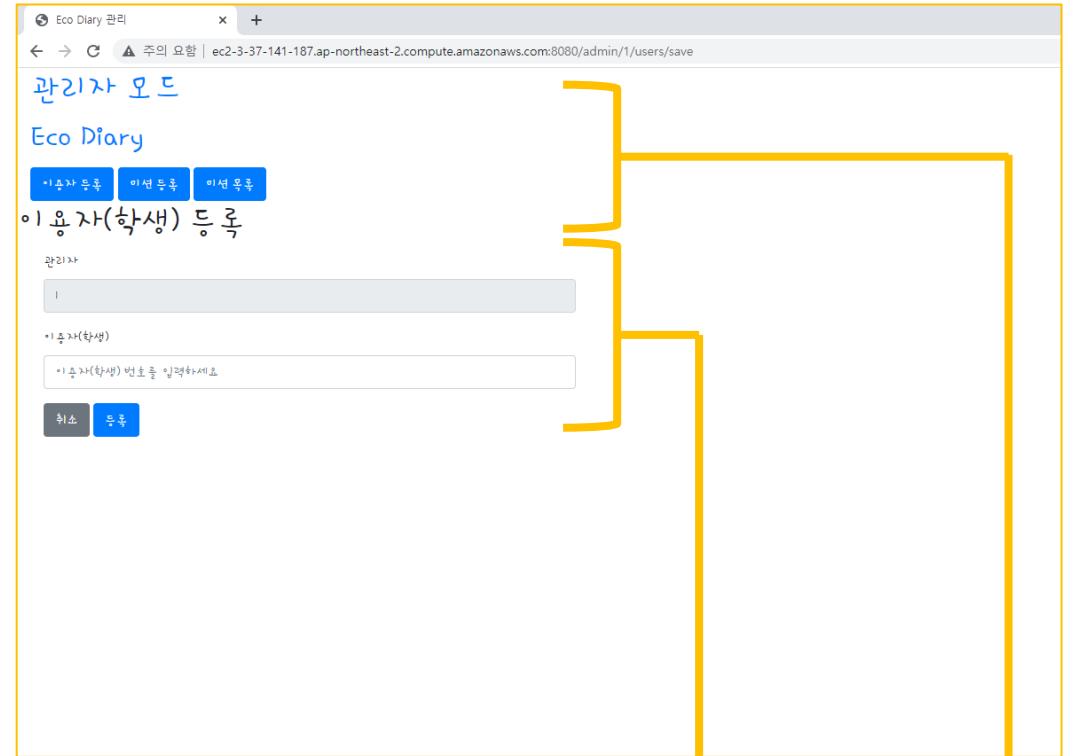 Eco Diary 관리
주의 요함 | ec2-3-37-141-187.ap-northeast-2.compute.amazonaws.com:8080/admin/1/users/save
관리자 모드
Eco Diary
이용자 등록 미션 등록 미션 목록
이용자(학생) 등록
관리자
1
이용자(학생)
이용자(학생) 번호를 입력하세요
취소 등록